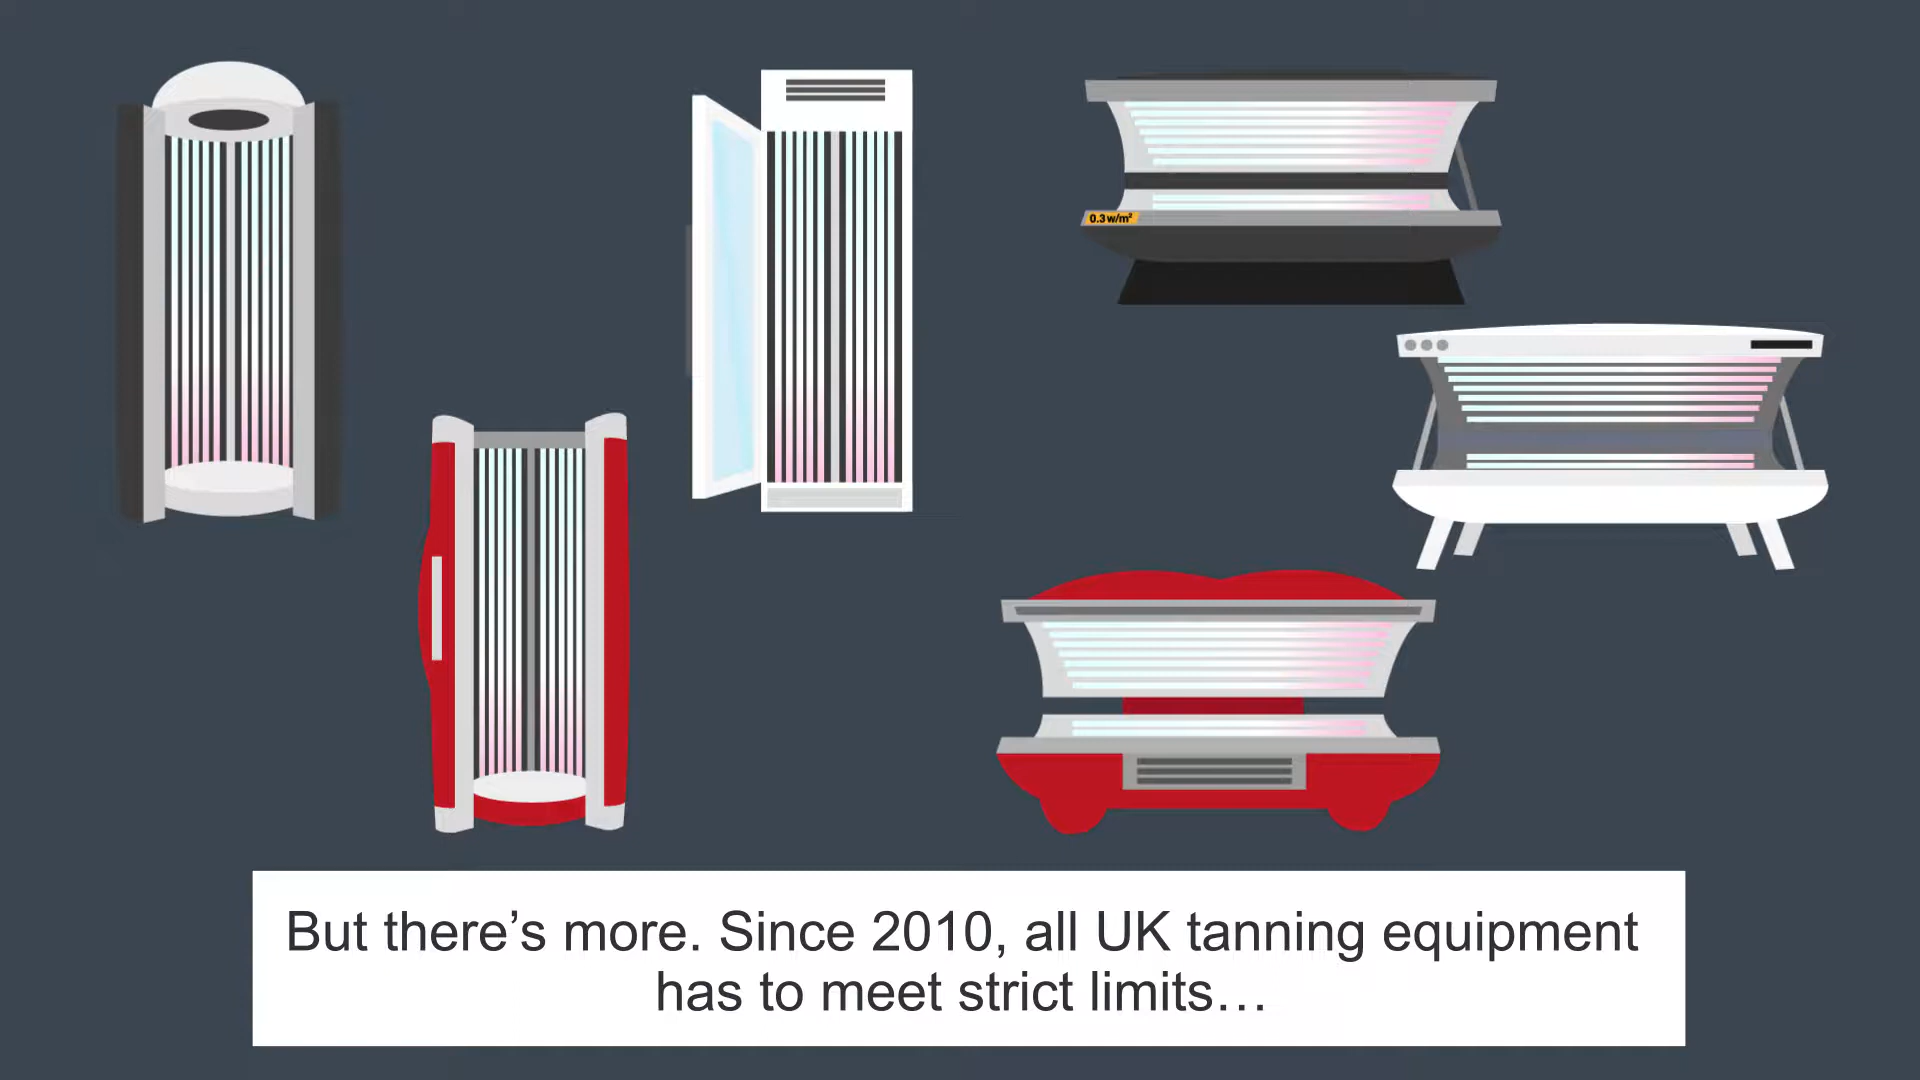 0.3 w/m²
But there’s more. Since 2010, all UK tanning equipment
has to meet strict limits…